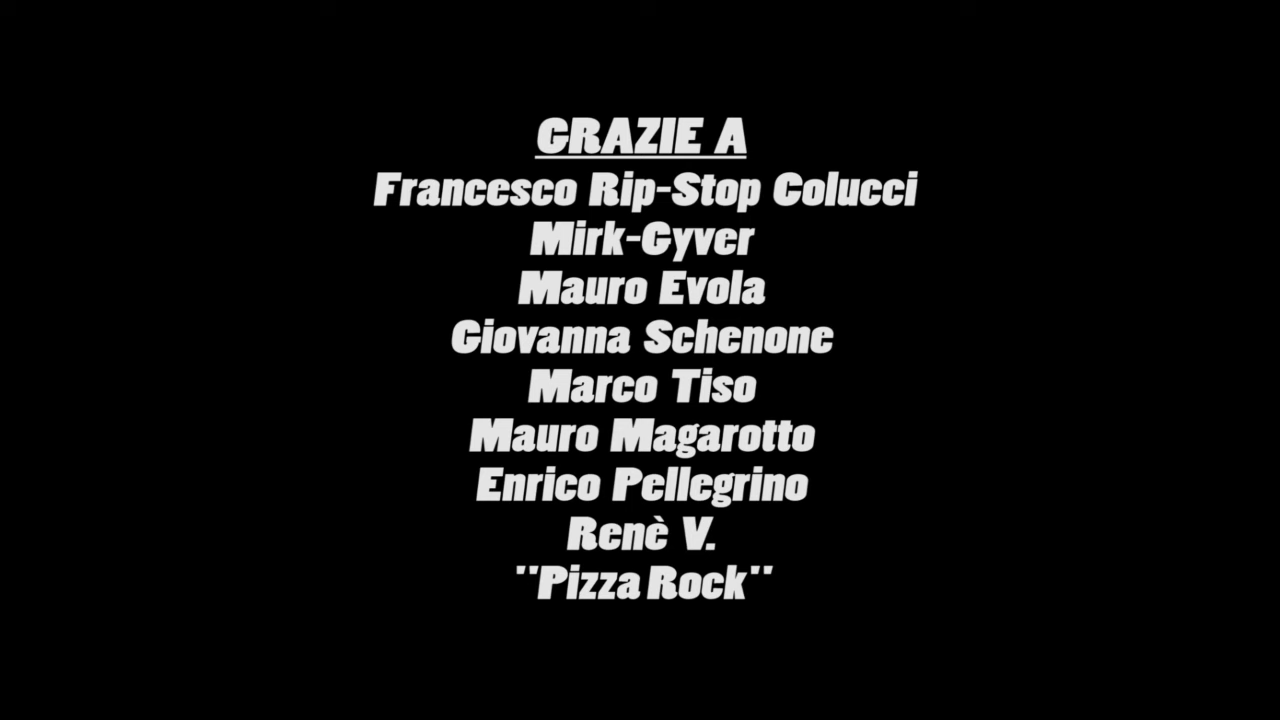 GRAZIE A
Francesco Rip-Stop Colucci
Mirk-Gyver
Mauro Evola
Giovanna Schenone
Marco Tiso
Mauro Magarotto
Enrico Pellegrino
Renè V.
"Pizza Rock"